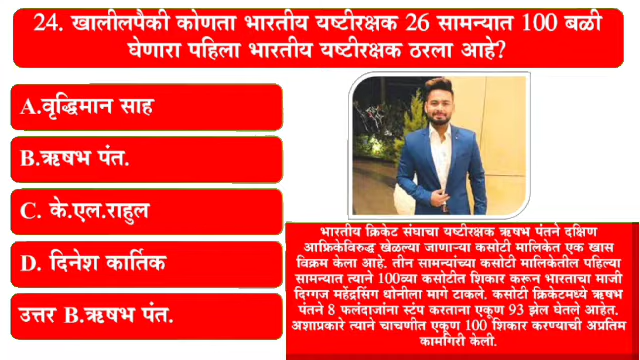 24. खालीलपैकी कोणता भारतीय यष्टीरक्षक 26 सामन्यात 100 बळी
घेणारा पहिला भारतीय यष्टीरक्षक ठरला आहे?
A.वृद्धिमान साह
B.ऋषभ पंत.
C. के.एल.राहुल
D. दिनेश कार्तिक
उत्तर B.ऋषभ पंत.
भारतीय क्रिकेट संघाचा यष्टीरक्षक ऋषभ पंतने दक्षिण
आफ्रिकेविरुद्ध खेळल्या जाणाऱ्या कसोटी मालिकेत एक खास
विक्रम केला आहे. तीन सामन्यांच्या कसोटी मालिकेतील पहिल्या
सामन्यात त्याने 100व्या कसोटीत शिकार करून भारताचा माजी
दिग्गज महेंद्रसिंग धोनीला मागे टाकले. कसोटी क्रिकेटमध्ये ऋषभ
पंतने 8 फलंदाजांना स्टंप करताना एकूण 93 झेल घेतले आहेत.
अशाप्रकारे त्याने चाचणीत एकूण 100 शिकार करण्याची अप्रतिम
कामगिरी केली.